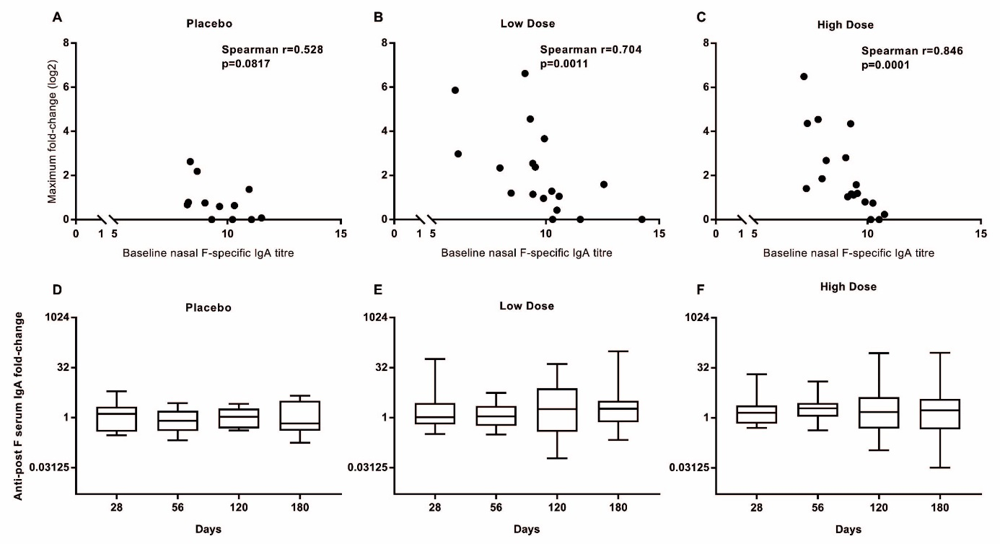 A
Placebo
Spearman r=0.528
p=0.0817
Maximum fold-change (log2)
8
6
4
2
0
0 1 5 10 15
Baseline nasal F-specific IgA titre
B
Low Dose
Spearman r=0.704
p=0.0011
8
6
4
2
0
0 1 5 10 15
Baseline nasal F-specific IgA titre
C
High Dose
Spearman r=0.846
p=0.0001
8
6
4
2
0
0 1 5 10 15
Baseline nasal F-specific IgA titre
D
Placebo
Anti-post F serum IgA fold-change
1024
32
1
0.03125
28 56 120 180
Days
E
Low Dose
1024
32
1
0.03125
28 56 120 180
Days
F
High Dose
1024
32
1
0.03125
28 56 120 180
Days